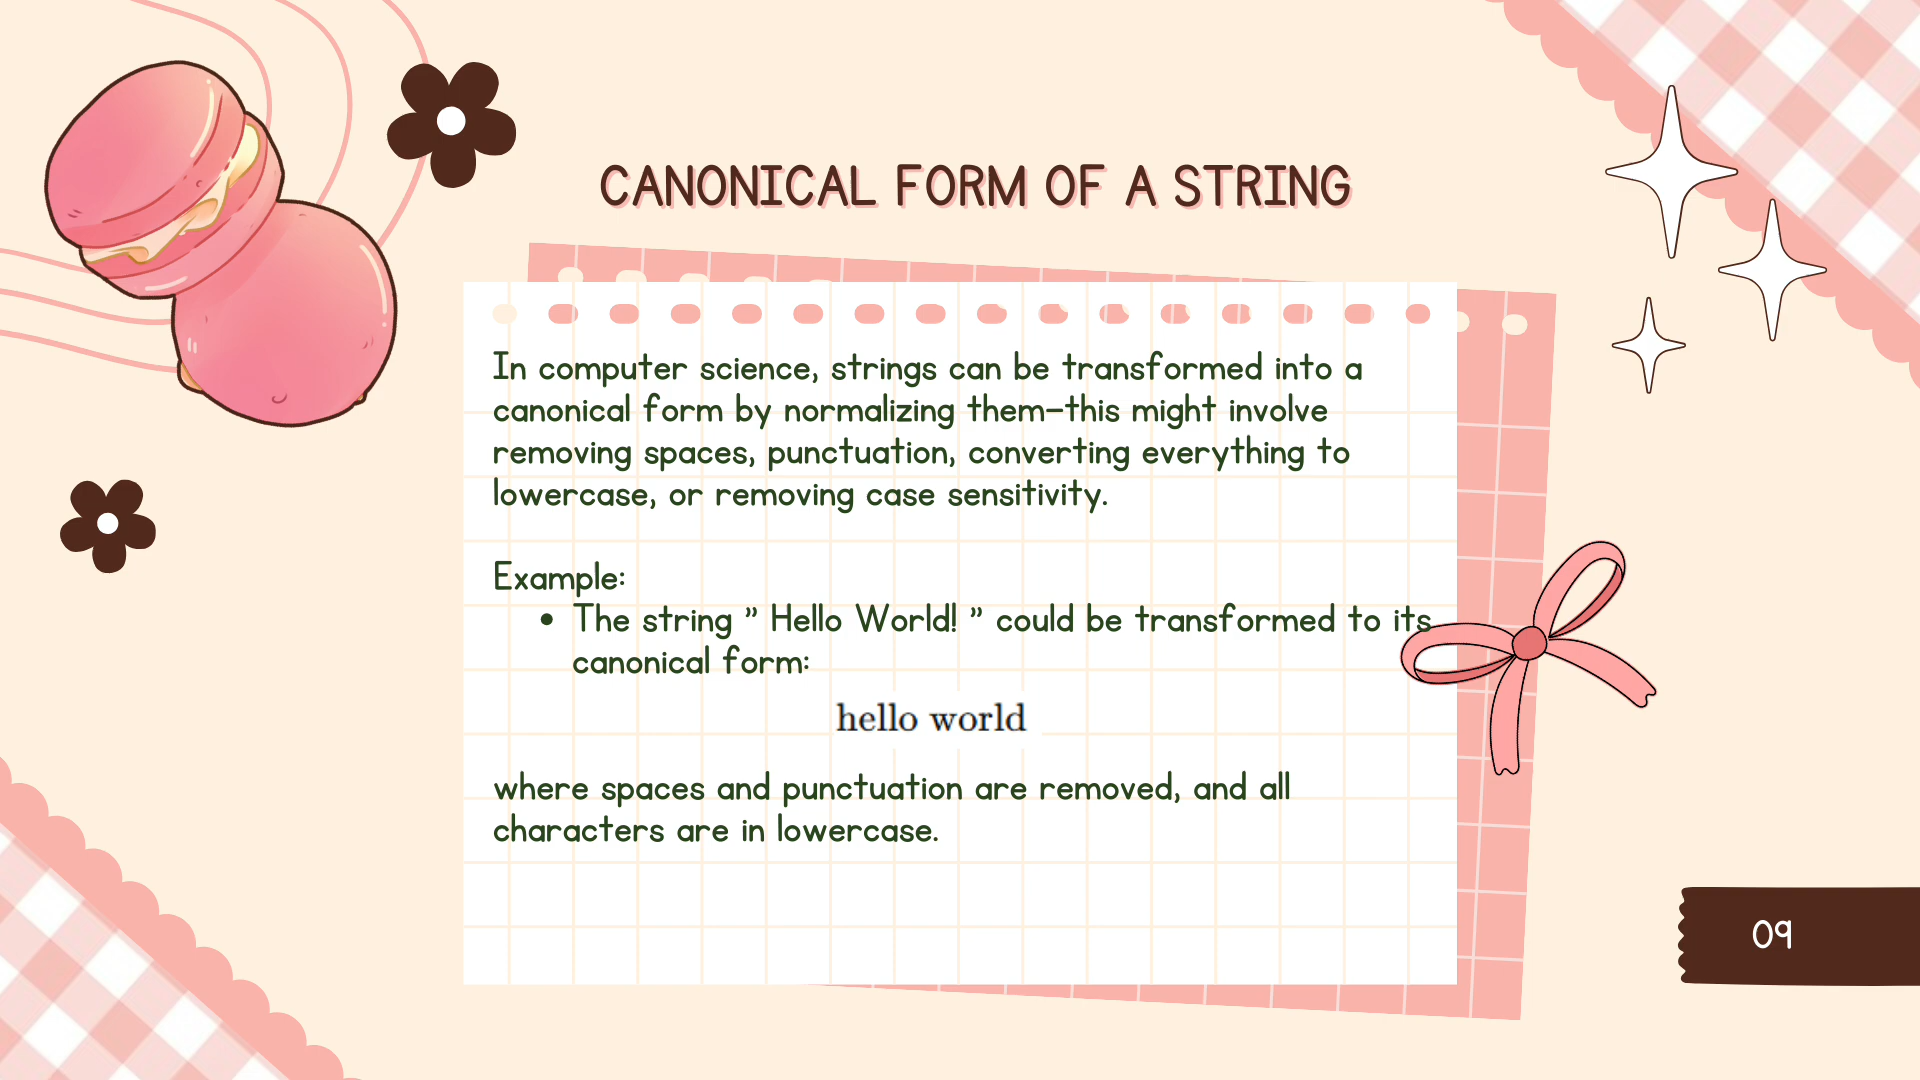 CANONICAL FORM OF A STRING
In computer science, strings can be transformed into a
canonical form by normalizing them—this might involve
removing spaces, punctuation, converting everything to
lowercase, or removing case sensitivity.
Example:
• The string ” Hello World! ” could be transformed to its
canonical form:
hello world
where spaces and punctuation are removed, and all
characters are in lowercase.
09